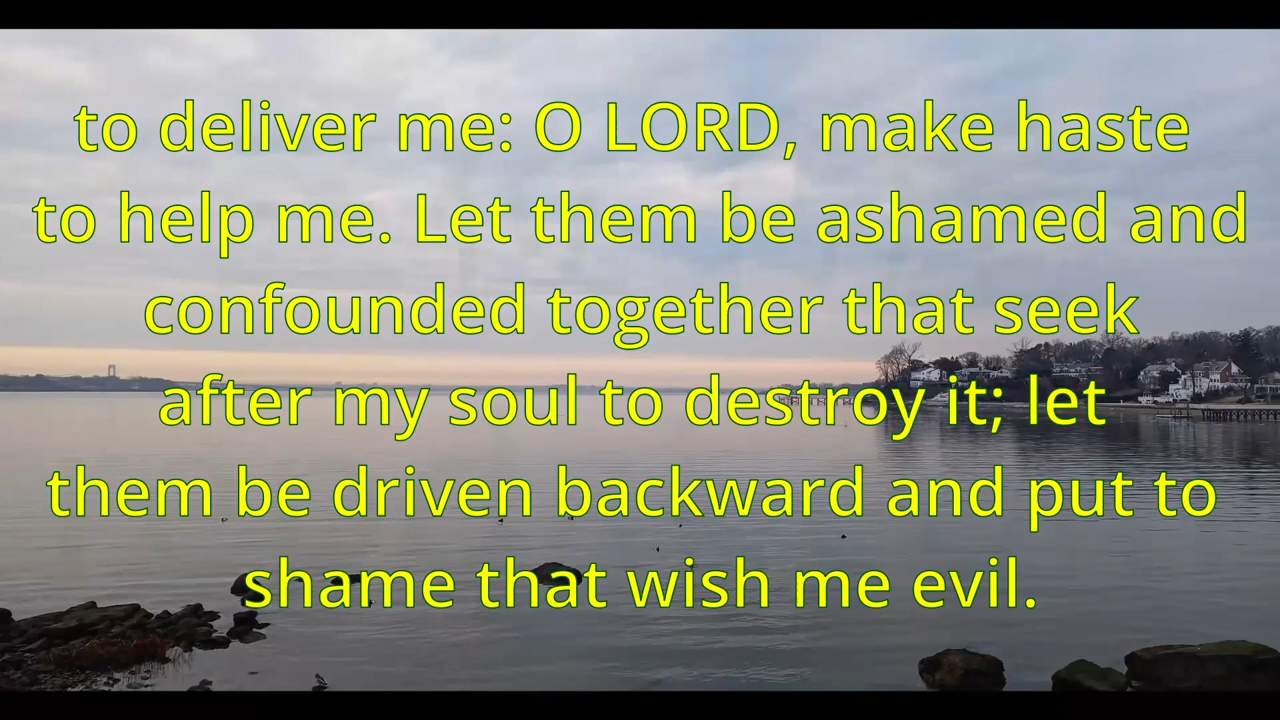 to deliver me: O LORD, make haste
to help me. Let them be ashamed and
confounded together that seek
after my soul to destroy it; let
them be driven backward and put to
shame that wish me evil.